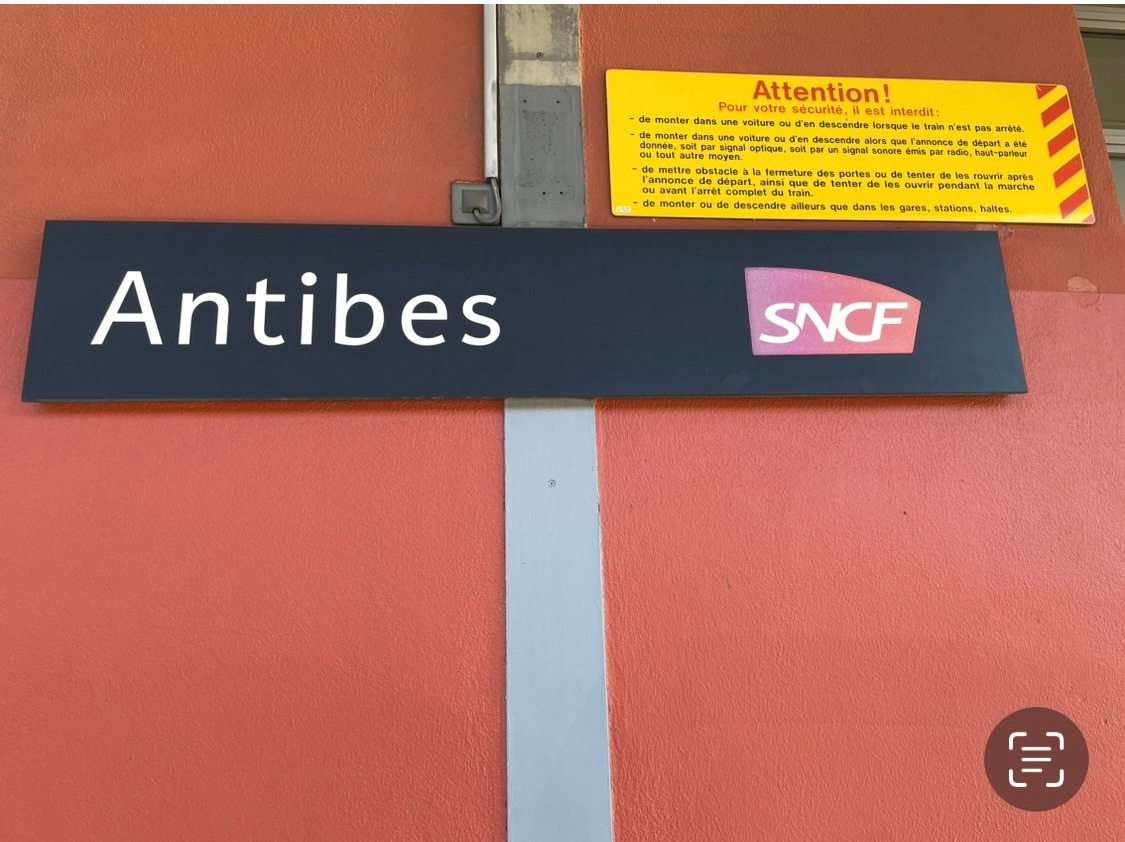 Attention!
Pour votre sécurité, il est interdit:
- de monter dans une voiture ou d'en descendre lorsque le train n'est pas arrêté.
- de monter dans une voiture ou d'en descendre alors que l'annonce de départ a été
donnée, soit par signal optique, soit par un signal sonore émis par radio, haut-parleur
ou tout autre moyen.
- de mettre obstacle à la fermeture des portes ou de tenter de les rouvrir après
l'annonce de départ, ainsi que de tenter de les ouvrir pendant la marche
ou avant l'arrêt complet du train.
- de monter ou de descendre ailleurs que dans les gares, stations, haltes.
Antibes
SNCF